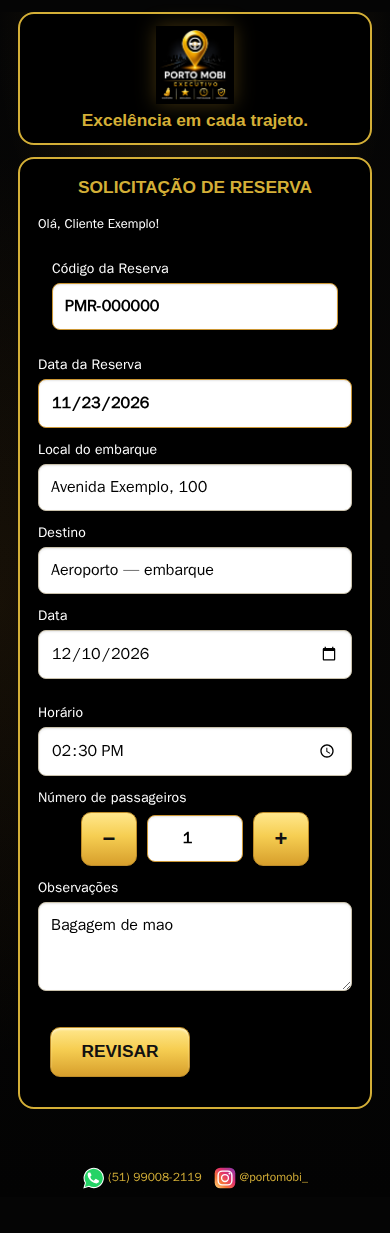 PORTO MOBI
EXECUTIVO
Excelência em cada trajeto.
SOLICITAÇÃO DE RESERVA
Olá, Cliente Exemplo!
Código da Reserva
PMR-000000
Data da Reserva
11/23/2026
Local do embarque
Avenida Exemplo, 100
Destino
Aeroporto — embarque
Data
12/10/2026
Horário
02:30 PM
Número de passageiros
− 1 +
Observações
Bagagem de mao
REVISAR
(51) 99008-2119 @portomobi_